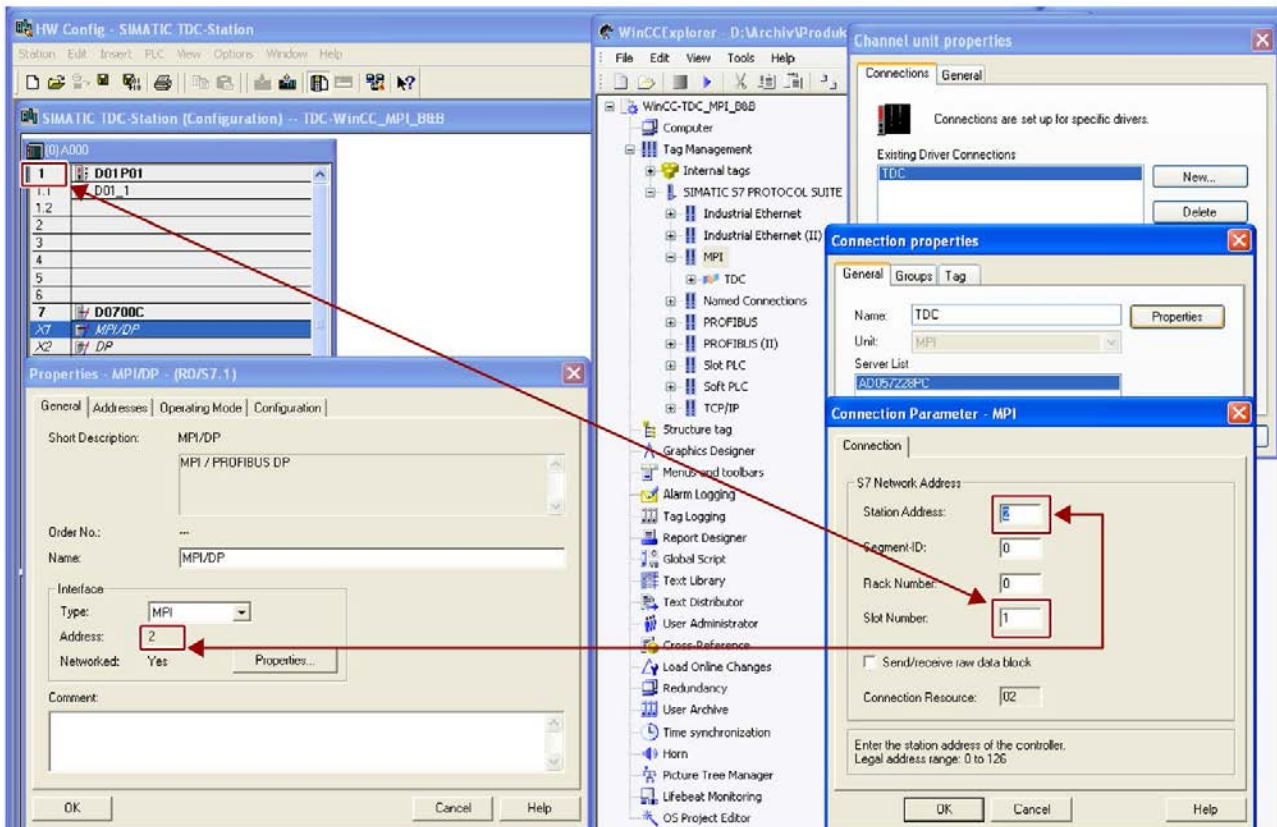 HW Config - SIMATIC TDC-Station
Station Edit Insert PLC View Options Window Help
SIMATIC TDC-Station (Configuration) -- TDC-WinCC_MPI_B&B
(0) A000
1 D01P01
1.1 D01_1
1.2
2
3
4
5
6
7 D0700C
X1 MPI/DP
X2 DP
Properties - MPI/DP - (R0/S7.1)
General Addresses Operating Mode Configuration
Short Description: MPI/DP
MPI / PROFIBUS DP
Order No.: ---
Name: MPI/DP
Interface
Type: MPI
Address: 2
Networked: Yes Properties...
Comment:
OK Cancel Help
WinCCExplorer - D:\Archiv\Produk
File Edit View Tools Help
WinCC-TDC_MPI_B&B
Computer
Tag Management
Internal tags
SIMATIC S7 PROTOCOL SUITE
Industrial Ethernet
Industrial Ethernet (II)
MPI
TDC
Named Connections
PROFIBUS
PROFIBUS (II)
Slot PLC
Soft PLC
TCP/IP
Structure tag
Graphics Designer
Menus and toolbars
Alarm Logging
Tag Logging
Report Designer
Global Script
Text Library
Text Distributor
User Administrator
Cross-Reference
Load Online Changes
Redundancy
User Archive
Time synchronization
Horn
Picture Tree Manager
Lifebeat Monitoring
OS Project Editor
Channel unit properties
Connections General
Connections are set up for specific drivers.
Existing Driver Connections
TDC
New...
Delete
Connection properties
General Groups Tag
Name: TDC Properties
Unit: MPI
Server List
AD057228PC
Connection Parameter - MPI
Connection
S7 Network Address
Station Address: 2
Segment-ID: 0
Rack Number: 0
Slot Number: 1
Send/receive raw data block
Connection Resource: 02
Enter the station address of the controller.
Legal address range: 0 to 126
OK Cancel Help